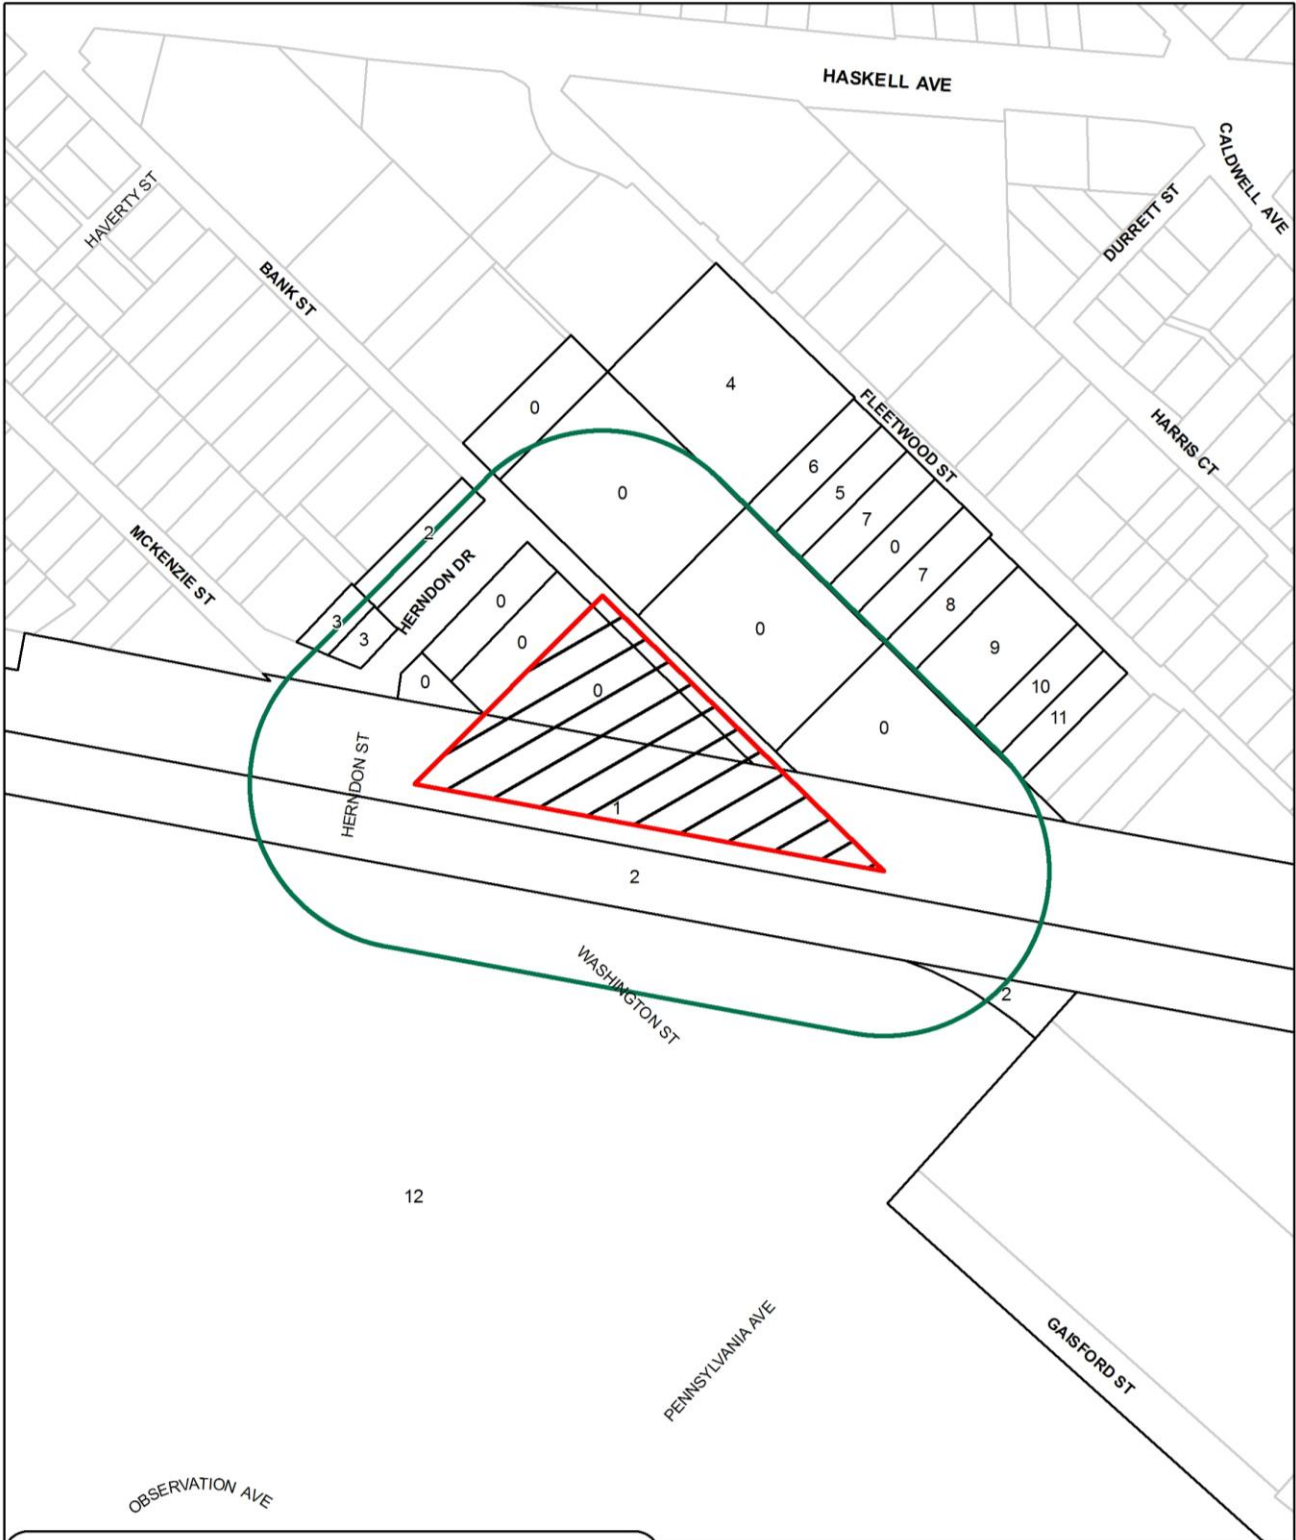 HASKELL AVE
CALDWELL AVE
HAVERTY ST
DURRETT ST
BANK ST
4
FLEETWOOD ST
0
HARRIS CT
6
0
5
7
2
0
MCKENZIE ST
HERNDON DR
7
0
8
3
0
3
0
9
0
0
10
11
0
HERNDON ST
1
2
WASHINGTON ST
2
12
PENNSYLVANIA AVE
GAISFORD ST
OBSERVATION AVE